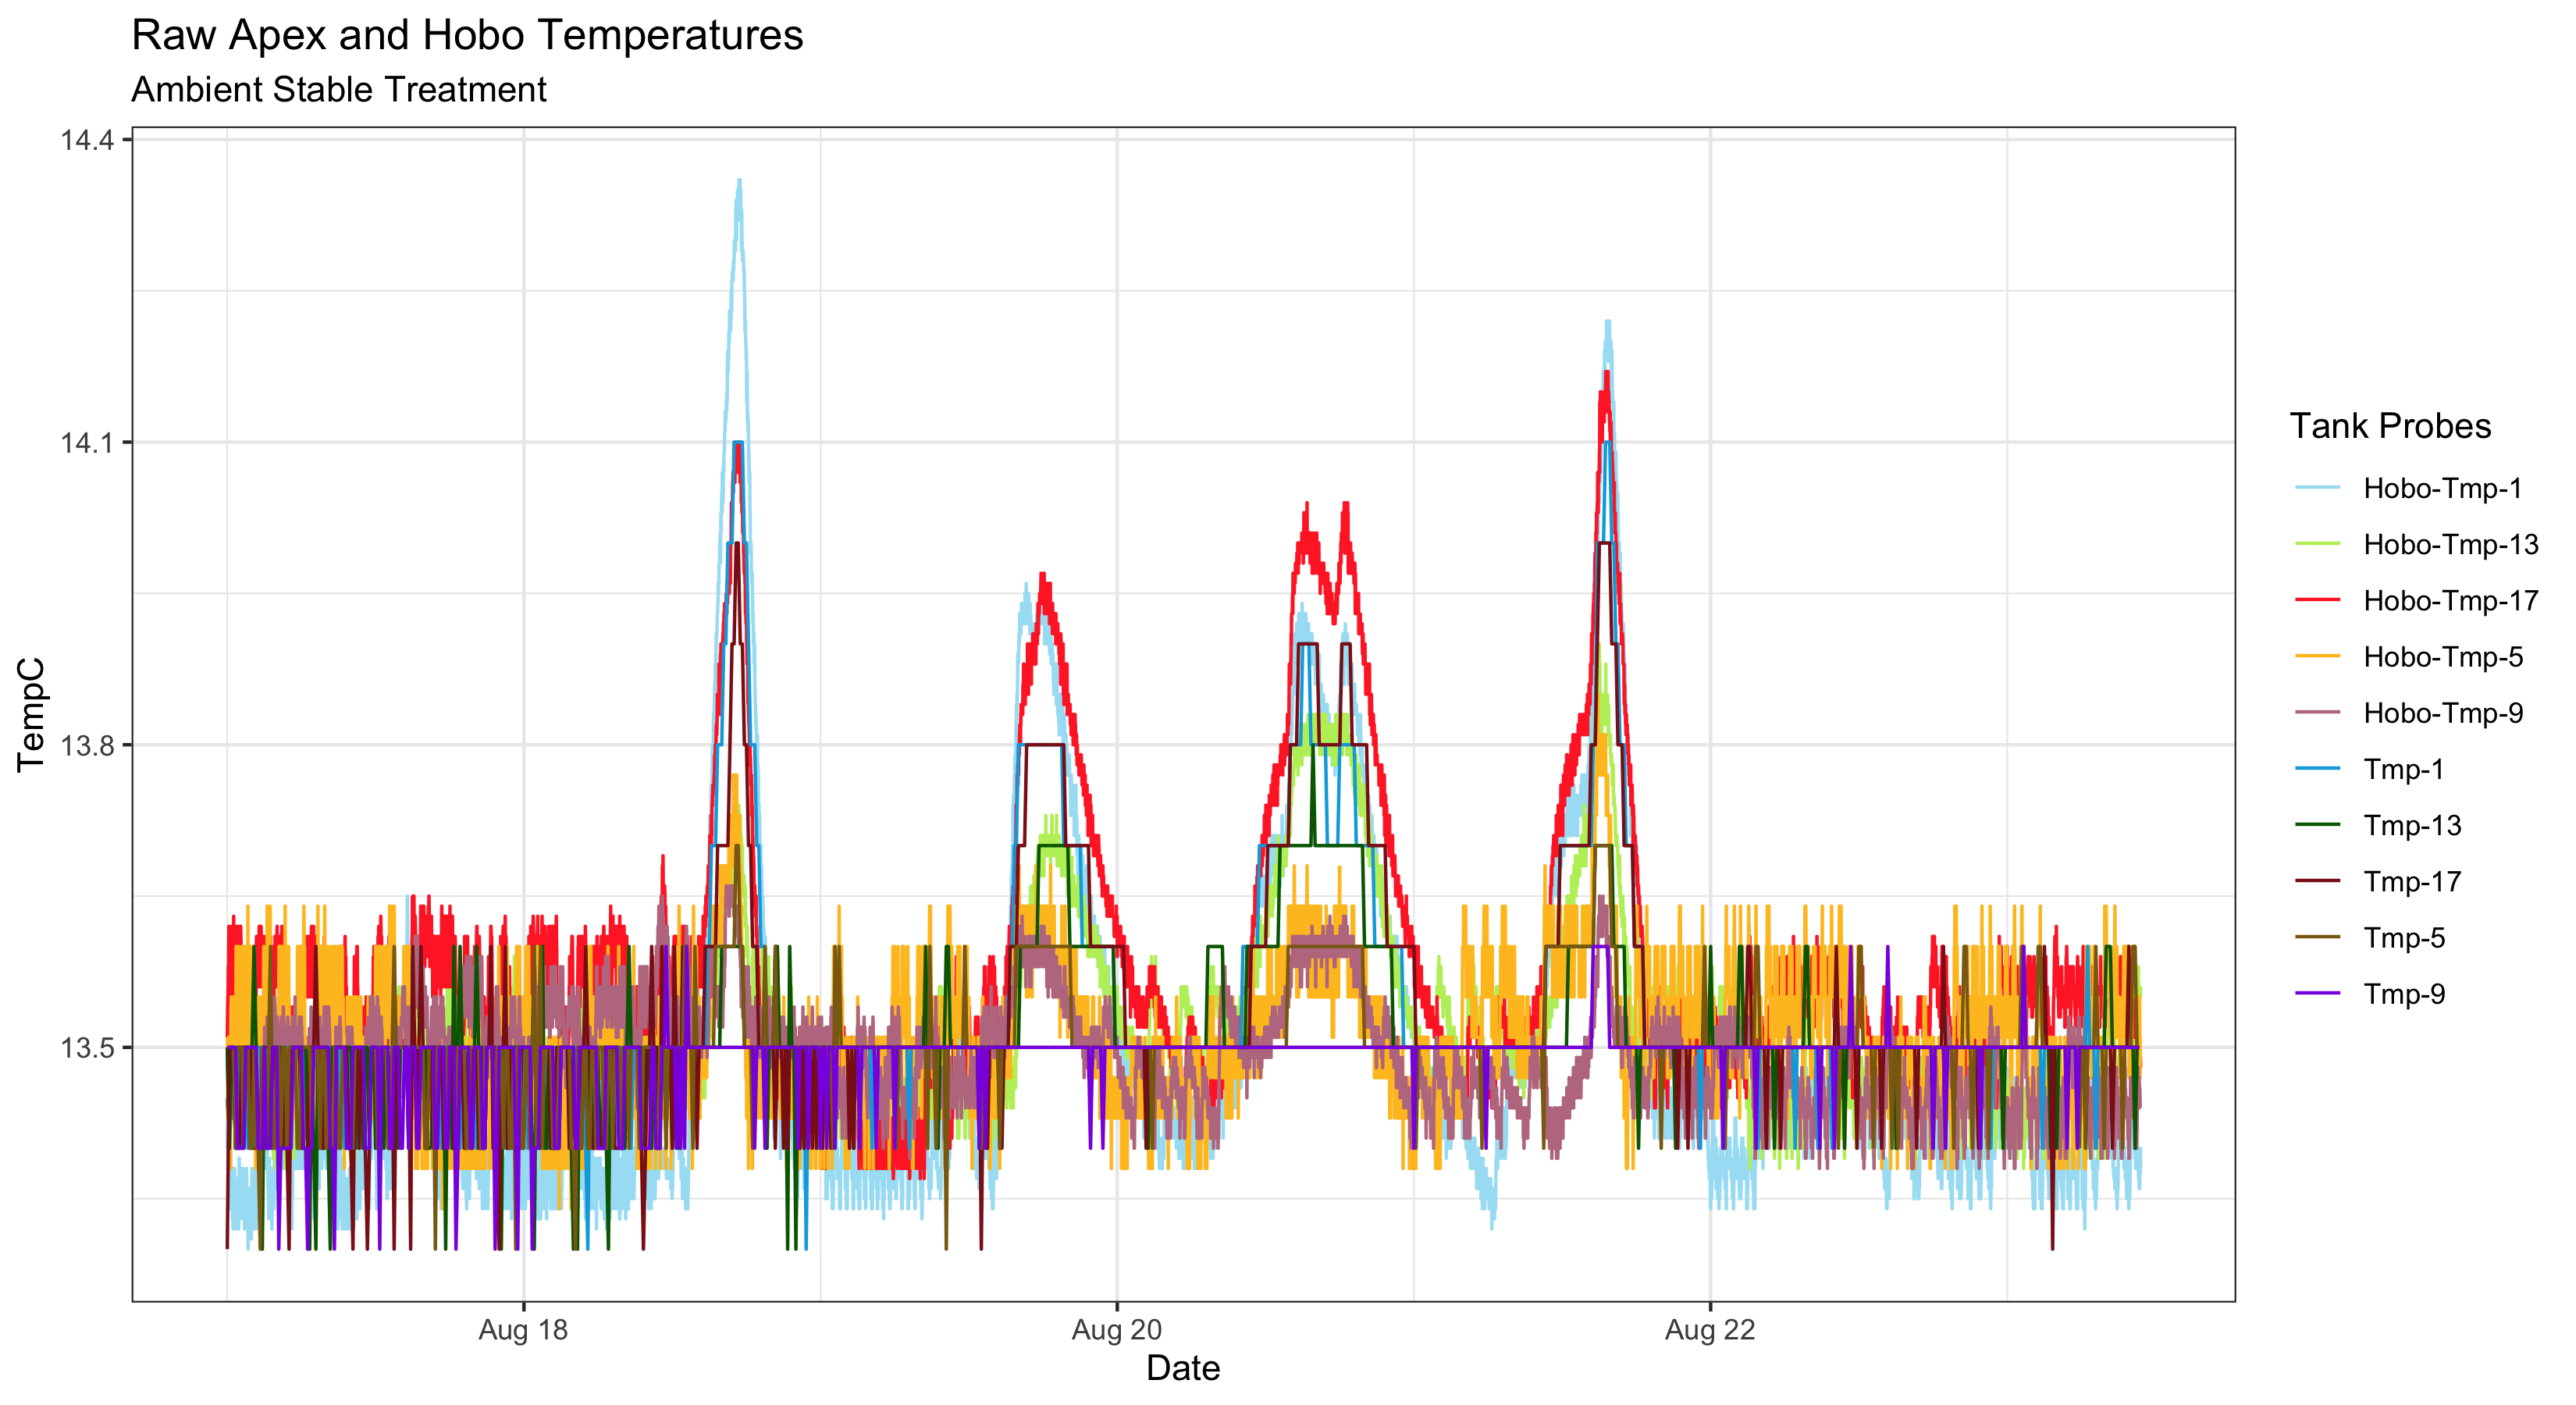 Raw Apex and Hobo Temperatures
Ambient Stable Treatment
14.4
14.1
13.8
13.5
TempC
Aug 18
Aug 20
Aug 22
Date
Tank Probes
Hobo-Tmp-1
Hobo-Tmp-13
Hobo-Tmp-17
Hobo-Tmp-5
Hobo-Tmp-9
Tmp-1
Tmp-13
Tmp-17
Tmp-5
Tmp-9